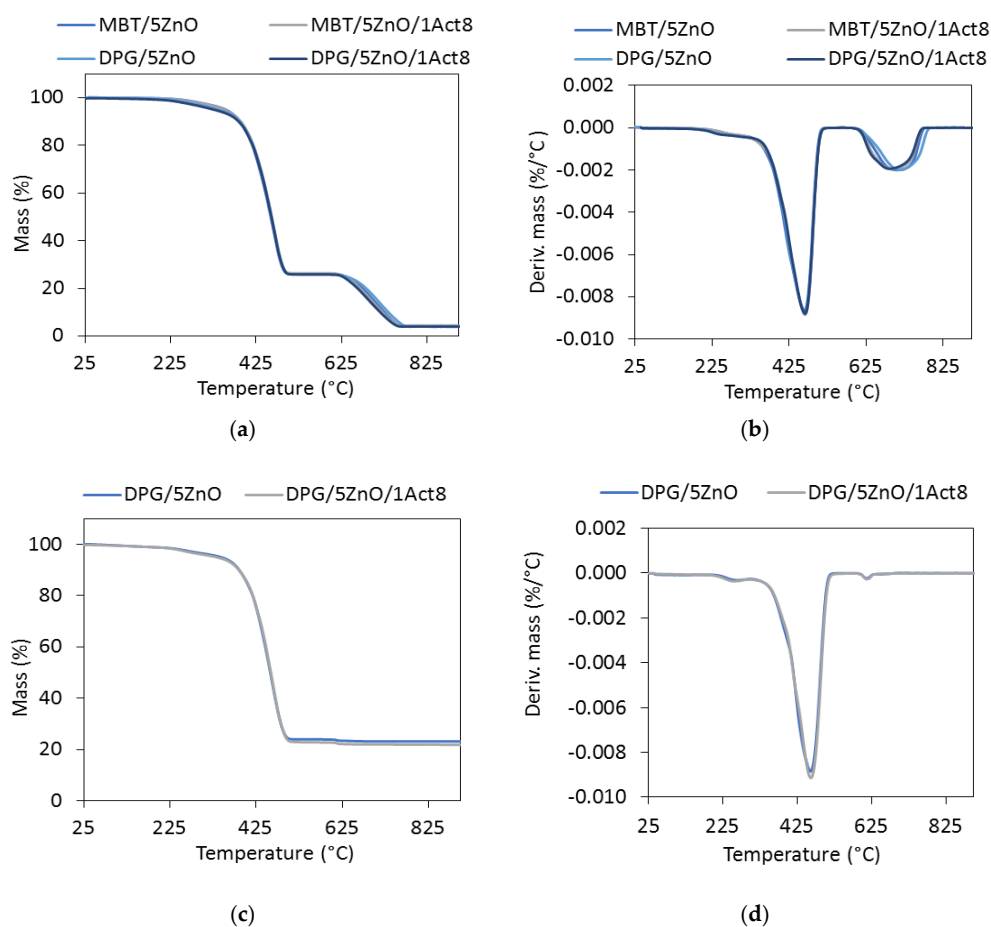 MBT/5ZnO MBT/5ZnO/1Act8
DPG/5ZnO DPG/5ZnO/1Act8
100
80
60
40
20
0
Mass (%)
25 225 425 625 825
Temperature (°C)
(a)
MBT/5ZnO MBT/5ZnO/1Act8
DPG/5ZnO DPG/5ZnO/1Act8
0.002
0.000
-0.002
-0.004
-0.006
-0.008
-0.010
Deriv. mass (%/°C)
25 225 425 625 825
Temperature (°C)
(b)
DPG/5ZnO DPG/5ZnO/1Act8
100
80
60
40
20
0
Mass (%)
25 225 425 625 825
Temperature (°C)
(c)
DPG/5ZnO DPG/5ZnO/1Act8
0.002
0.000
-0.002
-0.004
-0.006
-0.008
-0.010
Deriv. mass (%/°C)
25 225 425 625 825
Temperature (°C)
(d)